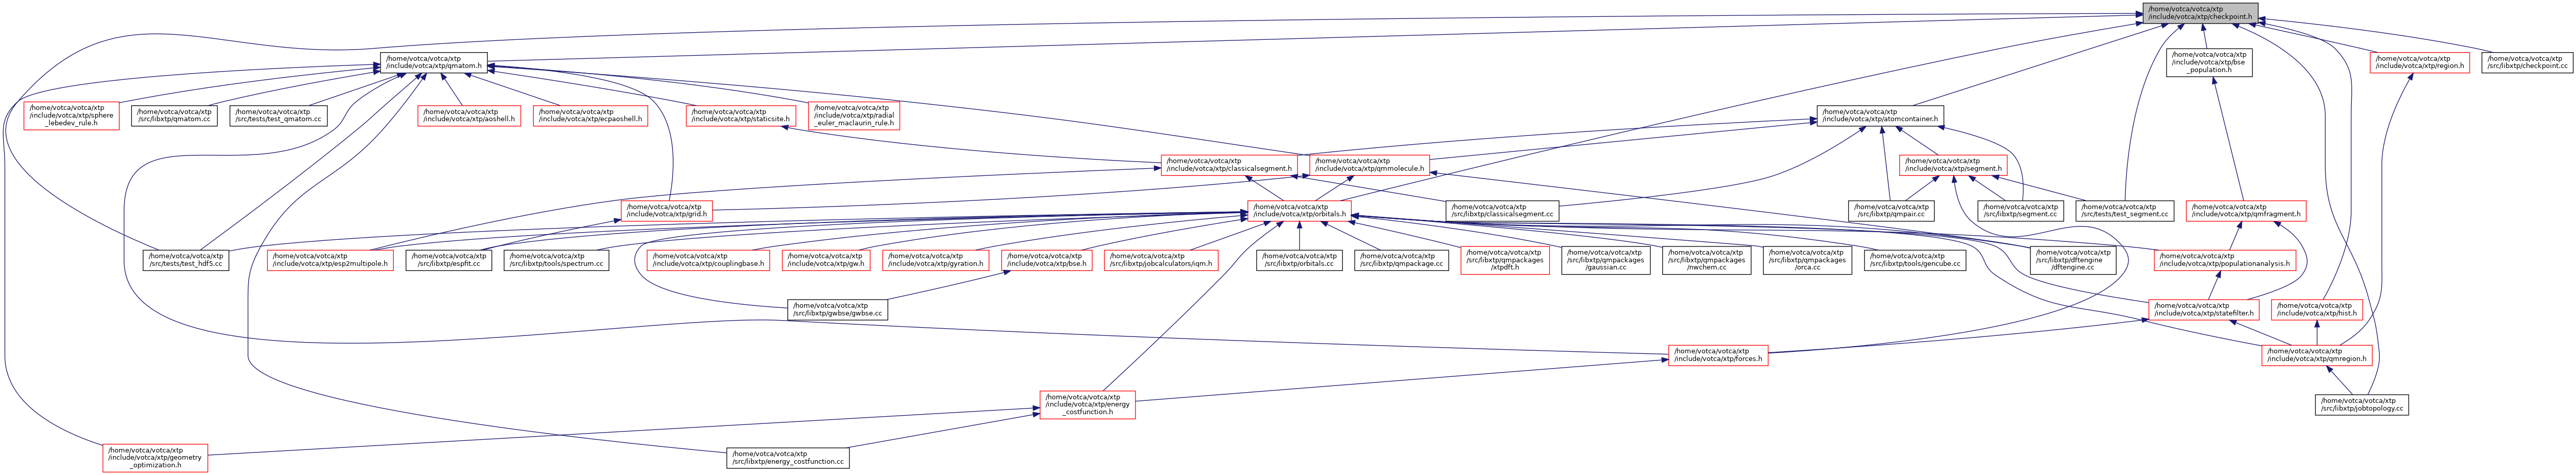 /home/votca/votca/xtp
/include/votca/xtp/checkpoint.h
/home/votca/votca/xtp
/include/votca/xtp/qmatom.h
/home/votca/votca/xtp
/include/votca/xtp/bse
_population.h
/home/votca/votca/xtp
/include/votca/xtp/region.h
/home/votca/votca/xtp
/src/libxtp/checkpoint.cc
/home/votca/votca/xtp
/include/votca/xtp/sphere
_lebedev_rule.h
/home/votca/votca/xtp
/src/libxtp/qmatom.cc
/home/votca/votca/xtp
/src/tests/test_qmatom.cc
/home/votca/votca/xtp
/include/votca/xtp/aoshell.h
/home/votca/votca/xtp
/include/votca/xtp/ecpaoshell.h
/home/votca/votca/xtp
/include/votca/xtp/staticsite.h
/home/votca/votca/xtp
/include/votca/xtp/radial
_euler_maclaurin_rule.h
/home/votca/votca/xtp
/include/votca/xtp/atomcontainer.h
/home/votca/votca/xtp
/include/votca/xtp/classicalsegment.h
/home/votca/votca/xtp
/include/votca/xtp/qmmolecule.h
/home/votca/votca/xtp
/include/votca/xtp/segment.h
/home/votca/votca/xtp
/include/votca/xtp/grid.h
/home/votca/votca/xtp
/include/votca/xtp/orbitals.h
/home/votca/votca/xtp
/src/libxtp/classicalsegment.cc
/home/votca/votca/xtp
/src/libxtp/qmpair.cc
/home/votca/votca/xtp
/src/libxtp/segment.cc
/home/votca/votca/xtp
/src/tests/test_segment.cc
/home/votca/votca/xtp
/include/votca/xtp/qmfragment.h
/home/votca/votca/xtp
/src/tests/test_hdf5.cc
/home/votca/votca/xtp
/include/votca/xtp/esp2multipole.h
/home/votca/votca/xtp
/src/libxtp/espfit.cc
/home/votca/votca/xtp
/src/libxtp/tools/spectrum.cc
/home/votca/votca/xtp
/include/votca/xtp/couplingbase.h
/home/votca/votca/xtp
/include/votca/xtp/gw.h
/home/votca/votca/xtp
/include/votca/xtp/gyration.h
/home/votca/votca/xtp
/include/votca/xtp/bse.h
/home/votca/votca/xtp
/src/libxtp/jobcalculators/iqm.h
/home/votca/votca/xtp
/src/libxtp/orbitals.cc
/home/votca/votca/xtp
/src/libxtp/qmpackage.cc
/home/votca/votca/xtp
/src/libxtp/qmpackages
/xtpdft.h
/home/votca/votca/xtp
/src/libxtp/qmpackages
/gaussian.cc
/home/votca/votca/xtp
/src/libxtp/qmpackages
/nwchem.cc
/home/votca/votca/xtp
/src/libxtp/qmpackages
/orca.cc
/home/votca/votca/xtp
/src/libxtp/tools/gencube.cc
/home/votca/votca/xtp
/src/libxtp/dftengine
/dftengine.cc
/home/votca/votca/xtp
/include/votca/xtp/populationanalysis.h
/home/votca/votca/xtp
/src/libxtp/gwbse/gwbse.cc
/home/votca/votca/xtp
/include/votca/xtp/statefilter.h
/home/votca/votca/xtp
/include/votca/xtp/hist.h
/home/votca/votca/xtp
/include/votca/xtp/forces.h
/home/votca/votca/xtp
/include/votca/xtp/qmregion.h
/home/votca/votca/xtp
/include/votca/xtp/energy
_costfunction.h
/home/votca/votca/xtp
/src/libxtp/jobtopology.cc
/home/votca/votca/xtp
/include/votca/xtp/geometry
_optimization.h
/home/votca/votca/xtp
/src/libxtp/energy_costfunction.cc